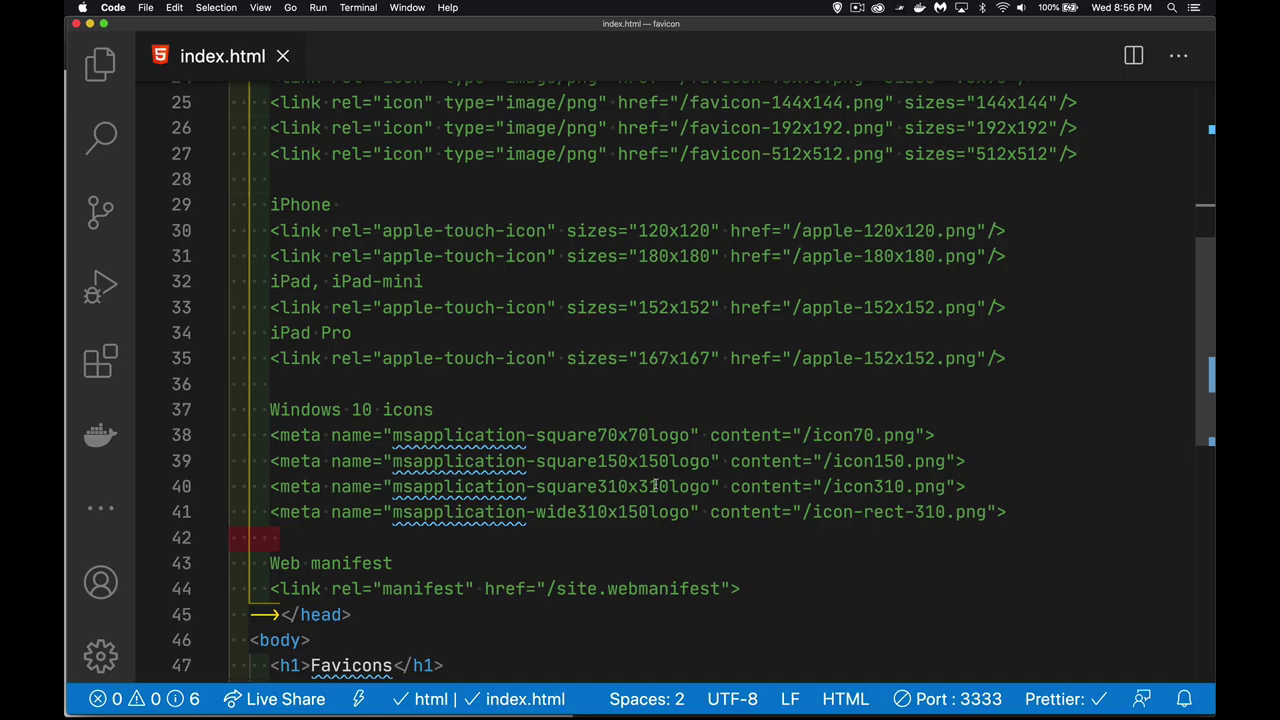 Code File Edit Selection View Go Run Terminal Window Help 100% Wed 8:56 PM
index.html — favicon
index.html
25 <link rel="icon" type="image/png" href="/favicon-144x144.png" sizes="144x144"/>
26 <link rel="icon" type="image/png" href="/favicon-192x192.png" sizes="192x192"/>
27 <link rel="icon" type="image/png" href="/favicon-512x512.png" sizes="512x512"/>
28
29 iPhone
30 <link rel="apple-touch-icon" sizes="120x120" href="/apple-120x120.png"/>
31 <link rel="apple-touch-icon" sizes="180x180" href="/apple-180x180.png"/>
32 iPad, iPad-mini
33 <link rel="apple-touch-icon" sizes="152x152" href="/apple-152x152.png"/>
34 iPad Pro
35 <link rel="apple-touch-icon" sizes="167x167" href="/apple-152x152.png"/>
36
37 Windows 10 icons
38 <meta name="msapplication-square70x70logo" content="/icon70.png">
39 <meta name="msapplication-square150x150logo" content="/icon150.png">
40 <meta name="msapplication-square310x310logo" content="/icon310.png">
41 <meta name="msapplication-wide310x150logo" content="/icon-rect-310.png">
42
43 Web manifest
44 <link rel="manifest" href="/site.webmanifest">
45 --></head>
46 <body>
47 <h1>Favicons</h1>
0 0 6 Live Share html | index.html Spaces: 2 UTF-8 LF HTML Port : 3333 Prettier: